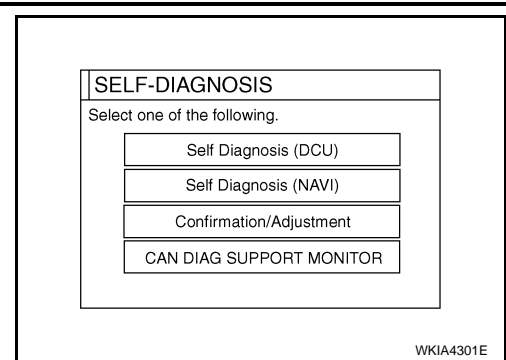 SELF-DIAGNOSIS
Select one of the following.
Self Diagnosis (DCU)
Self Diagnosis (NAVI)
Confirmation/Adjustment
CAN DIAG SUPPORT MONITOR
WKIA4301E